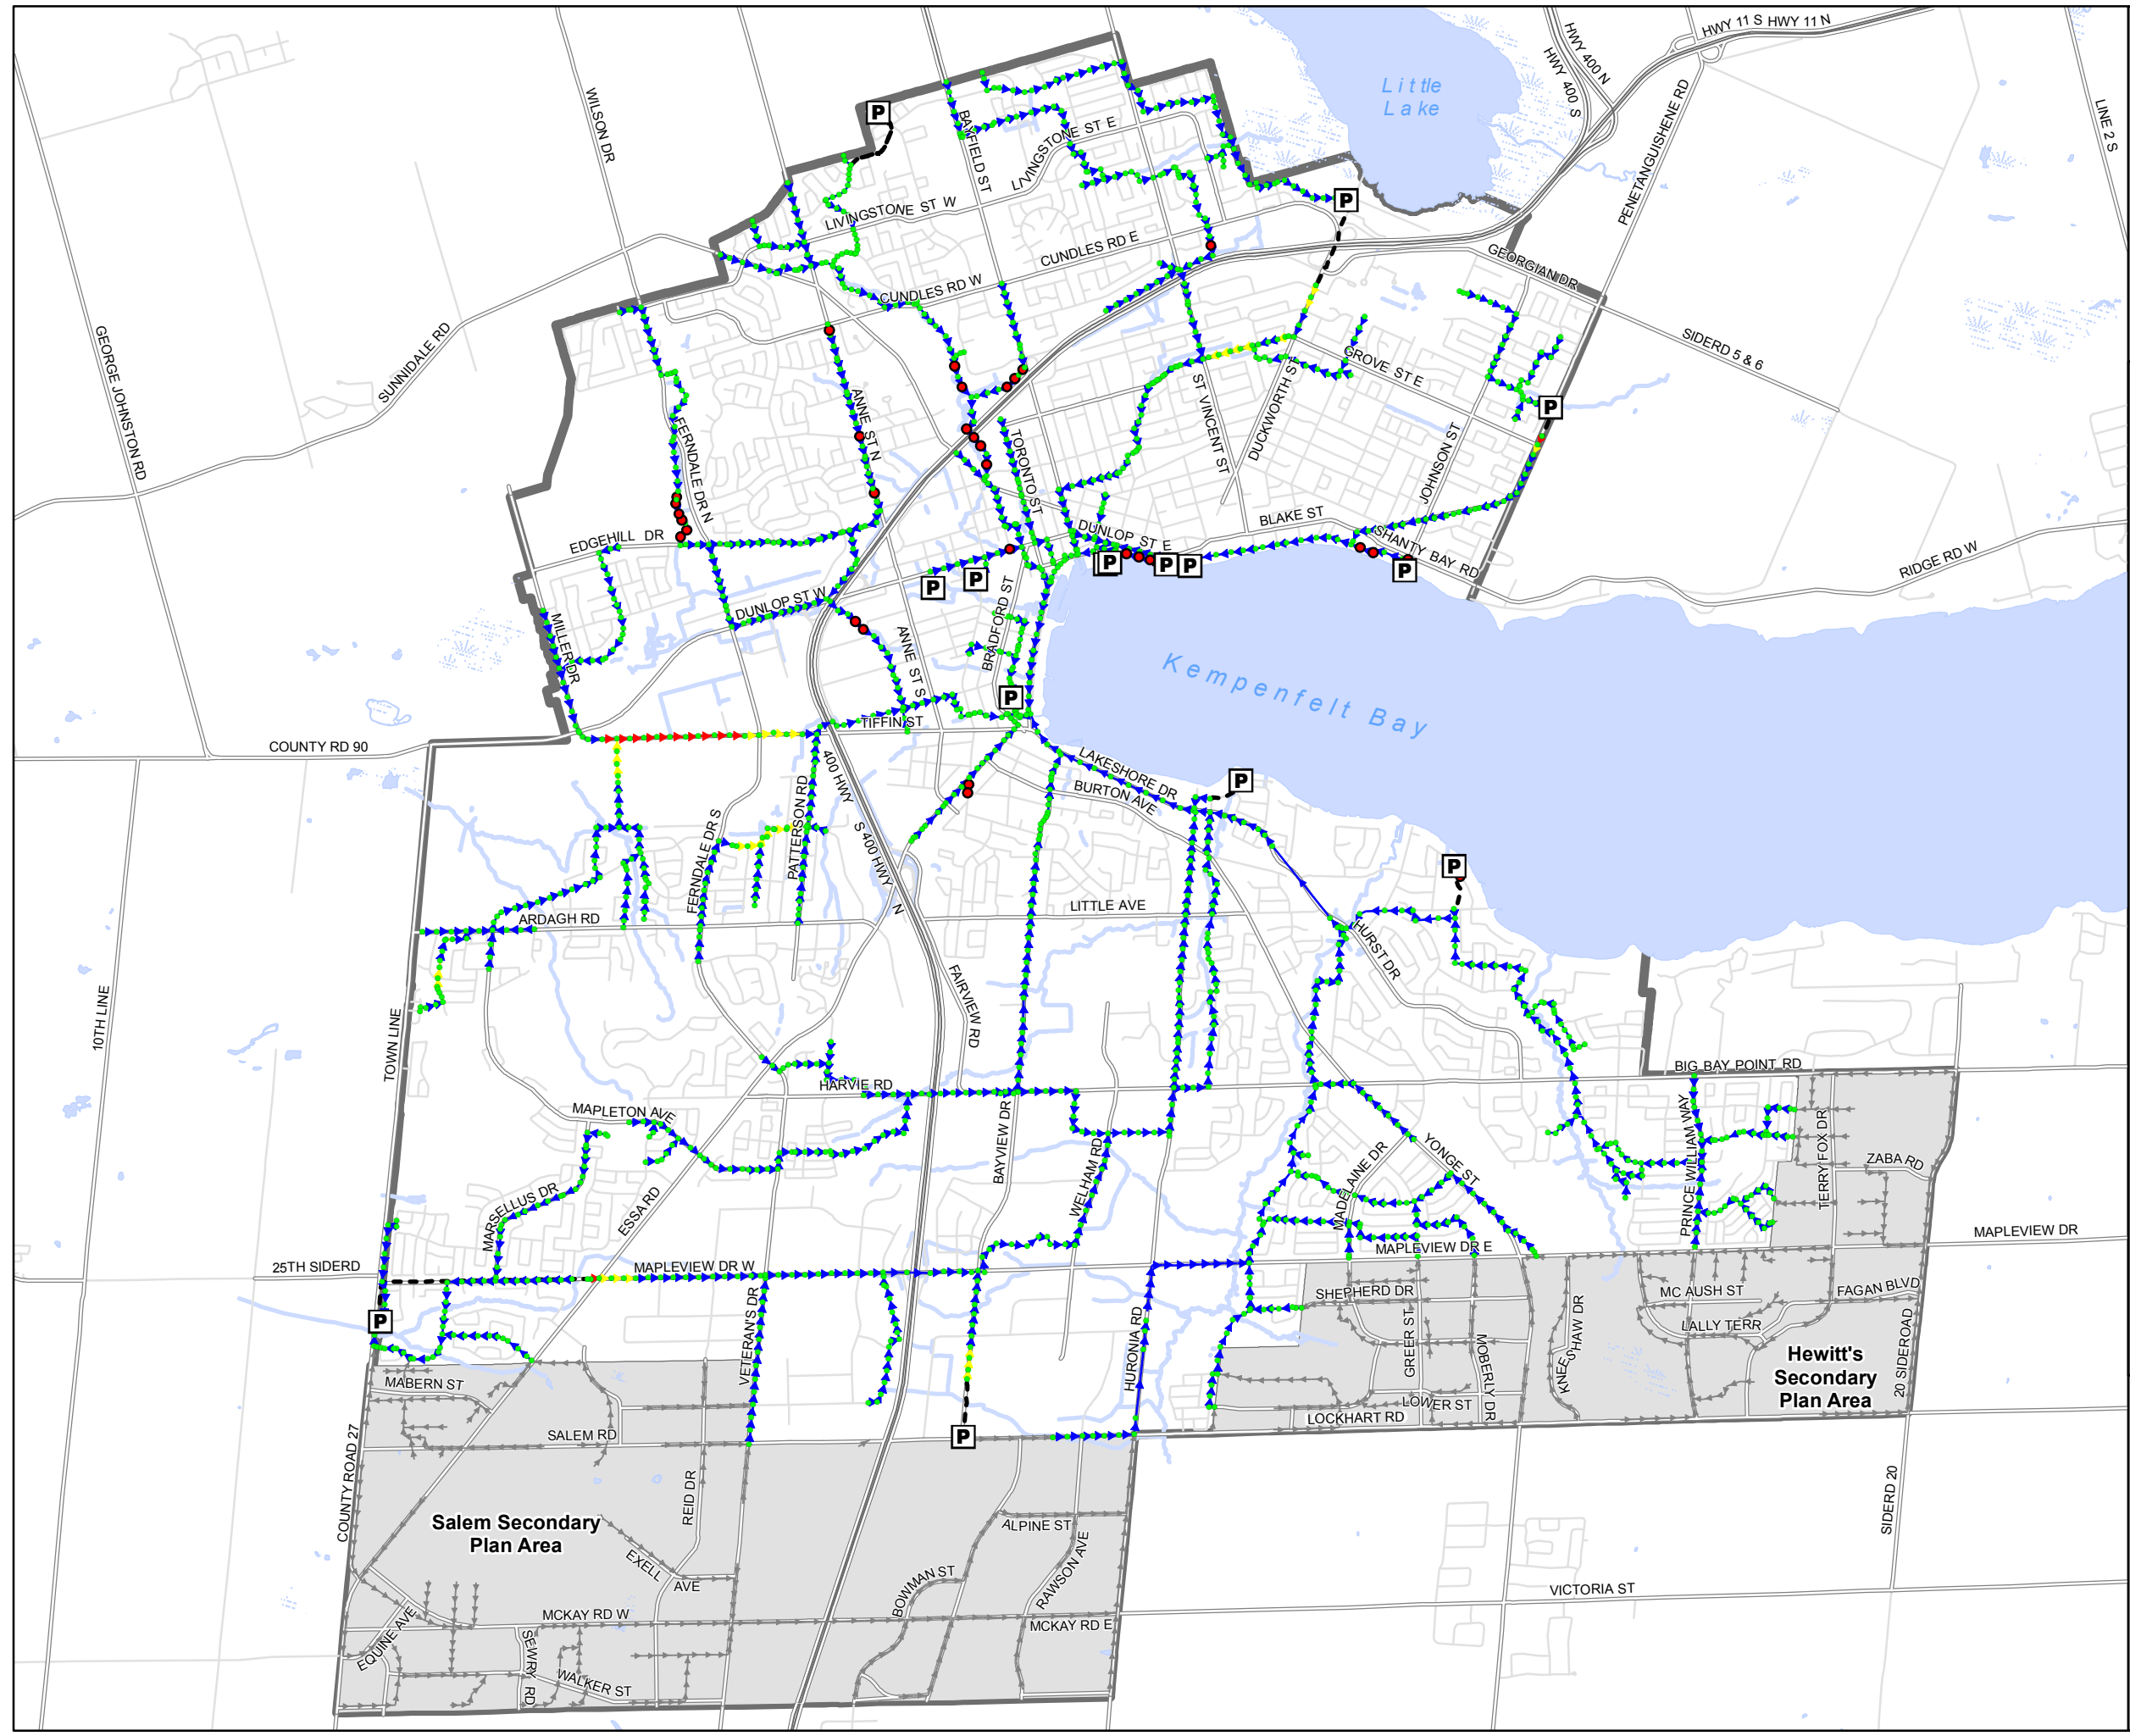 HWY 11 S HWY 11 N
HWY 400 N
HWY 400 S
Little
Lake
LINE 2 S
WILSON DR
PENETANGUISHENE RD
P
BAYFIELD ST
LIVINGSTONE ST E
P
LIVINGSTONE ST W
CUNDLES RD E
GEORGIAN DR
CUNDLES RD W
SUNNIDALE RD
GEORGE JOHNSTON RD
SIDERD 5 & 6
GROVE ST E
ST VINCENT ST
DUCKWORTH ST
ANNE ST N
P
FERNDALE DR N
TORONTO ST
JOHNSON ST
BLAKE ST
DUNLOP ST E
SHANTY BAY RD
EDGEHILL DR
RIDGE RD W
P
P
P
P
P
P
DUNLOP ST W
BRADFORD ST
MILLER DR
ANNE ST S
Kempenfelt Bay
P
TIFFIN ST
COUNTY RD 90
400 HWY
LAKESHORE DR
P
BURTON AVE
PATTERSON RD
S 400 HWY
N
FERNDALE DR S
P
LITTLE AVE
ARDAGH RD
HURST DR
FAIRVIEW RD
10TH LINE
TOWN LINE
BIG BAY POINT RD
HARVIE RD
MAPLETON AVE
BAYVIEW DR
WELHAM RD
PRINCE WILLIAM WAY
TERRY FOX DR
YONGE ST
MADELAINE DR
ZABA RD
MARSELLUS DR
ESSA RD
MAPLEVIEW DR
MAPLEVIEW DR E
25TH SIDERD
MAPLEVIEW DR W
SHEPHERD DR
MC AUSH ST
FAGAN BLVD
P
VETERAN'S DR
HURONIA RD
GREER ST
MOBERLY DR
KNEESHAW DR
LALLY TERR
20 SIDEROAD
Hewitt's
Secondary
Plan Area
MABERN ST
LOWER ST
LOCKHART RD
SALEM RD
P
COUNTY ROAD 27
REID DR
SIDERD 20
Salem Secondary
Plan Area
ALPINE ST
EXELL
AVE
BOWMAN ST
RAWSON AVE
VICTORIA ST
MCKAY RD W
MCKAY RD E
EQUINE AVE
SEWRY RD
WALKER ST